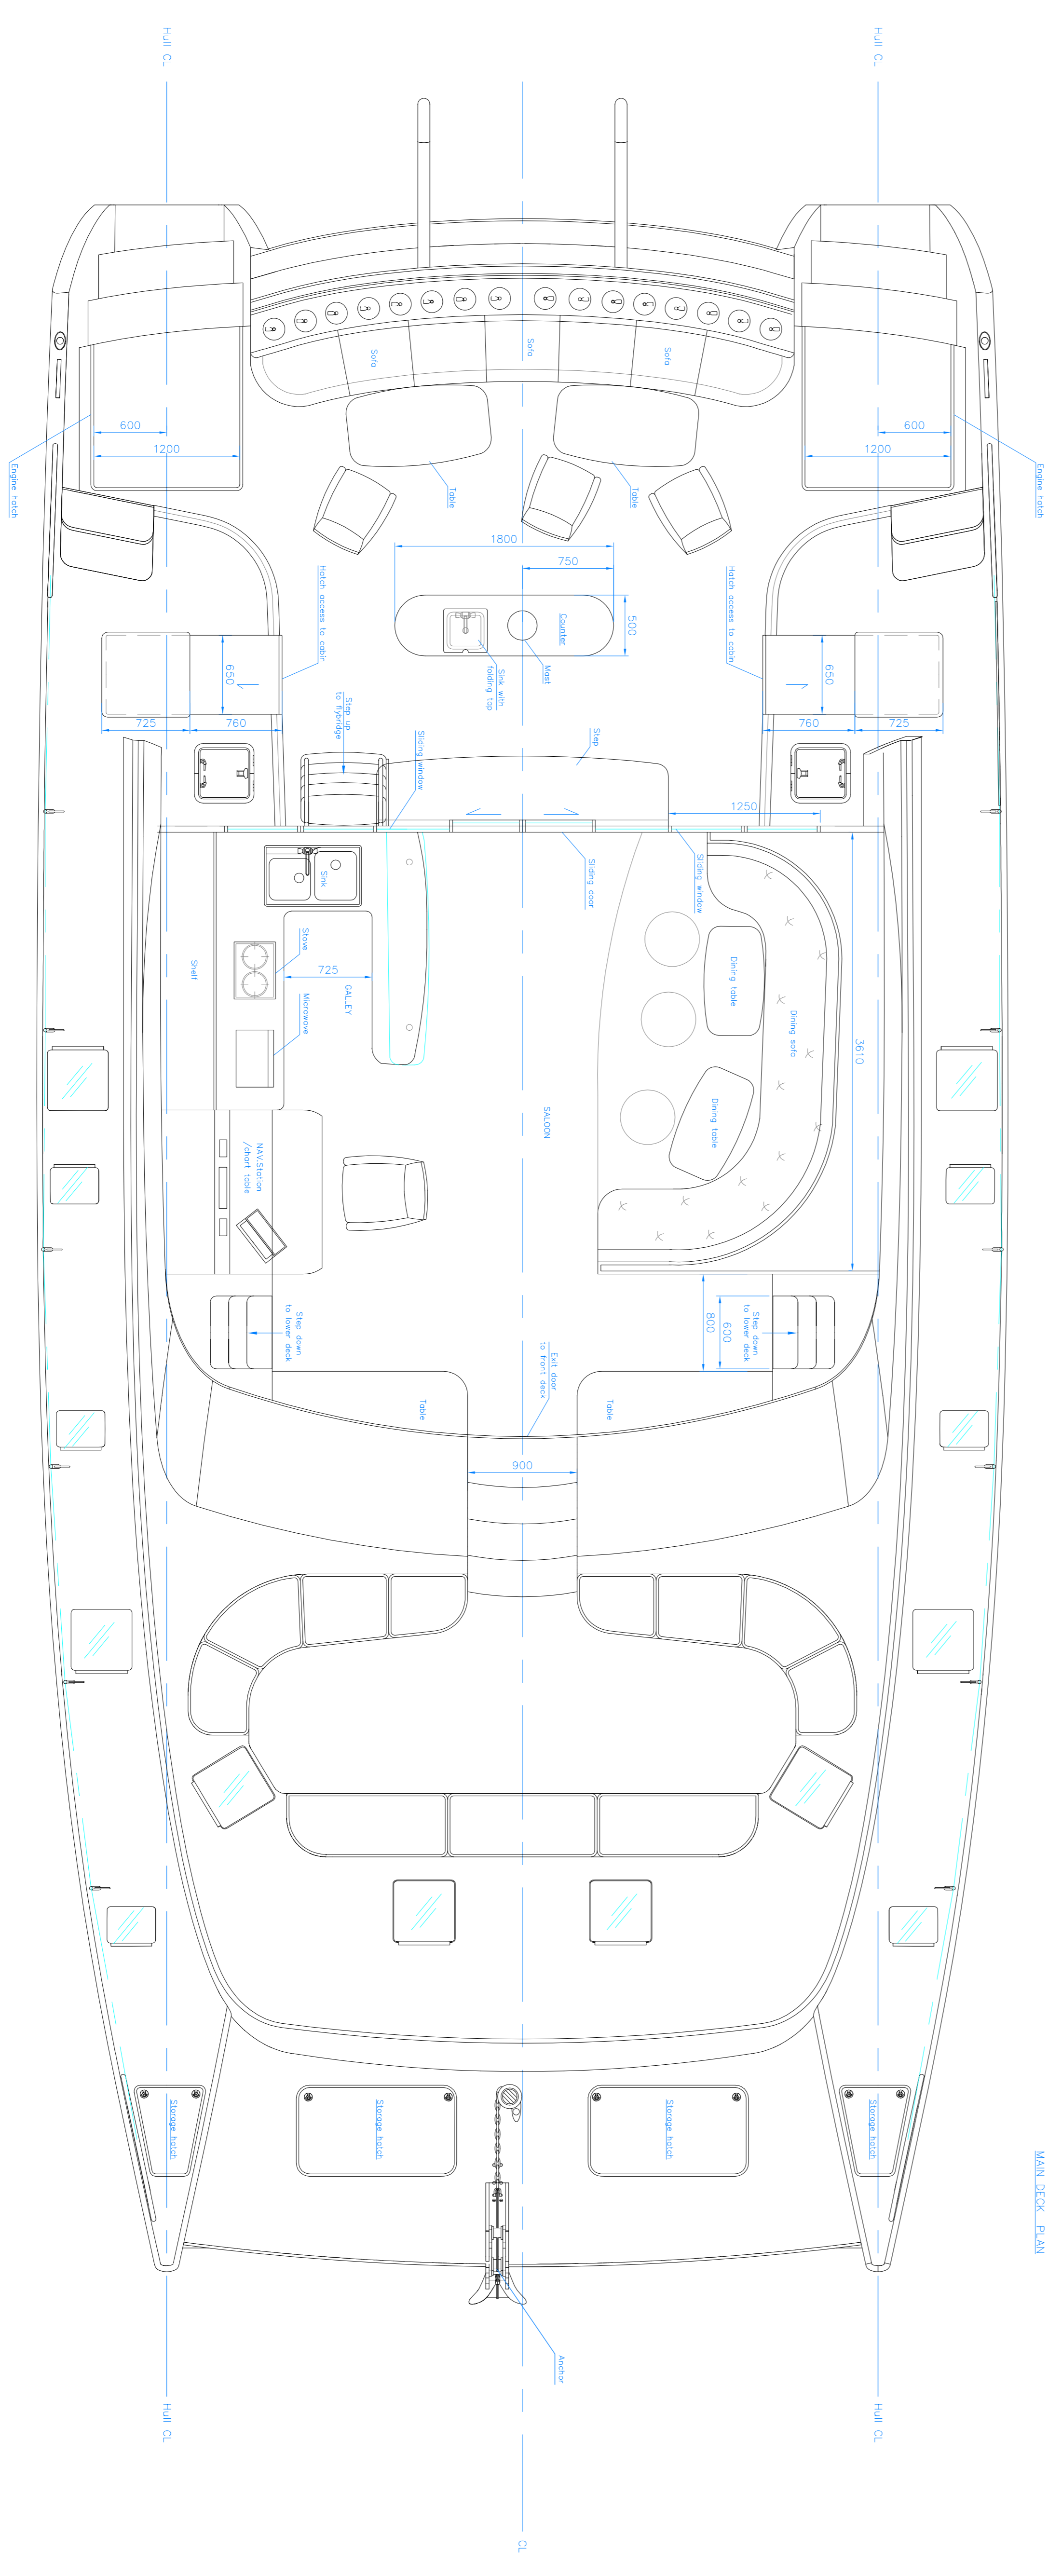 Hull CL
Hull CL
Sofa
Sofa
Sofa
600
1200
600
1200
Engine hatch
Engine hatch
Table
Table
1800
750
500
Counter
Hatch access to cabin
Hatch access to cabin
650
650
725
760
760
725
Mast
Sink with
folding top
Step up
to flybridge
Sliding window
Step
1250
Sliding window
Sliding door
Sink
Stove
725
GALLEY
Shelf
Microwave
Dining table
Dining sofa
3610
Dining table
SALOON
NAV.Station
/chart table
Step down
to lower deck
Step down
to lower deck
800
600
Exit door
to front deck
Table
Table
900
Storage hatch
Storage hatch
Storage hatch
Storage hatch
MAIN DECK PLAN
Anchor
Hull CL
Hull CL
CL